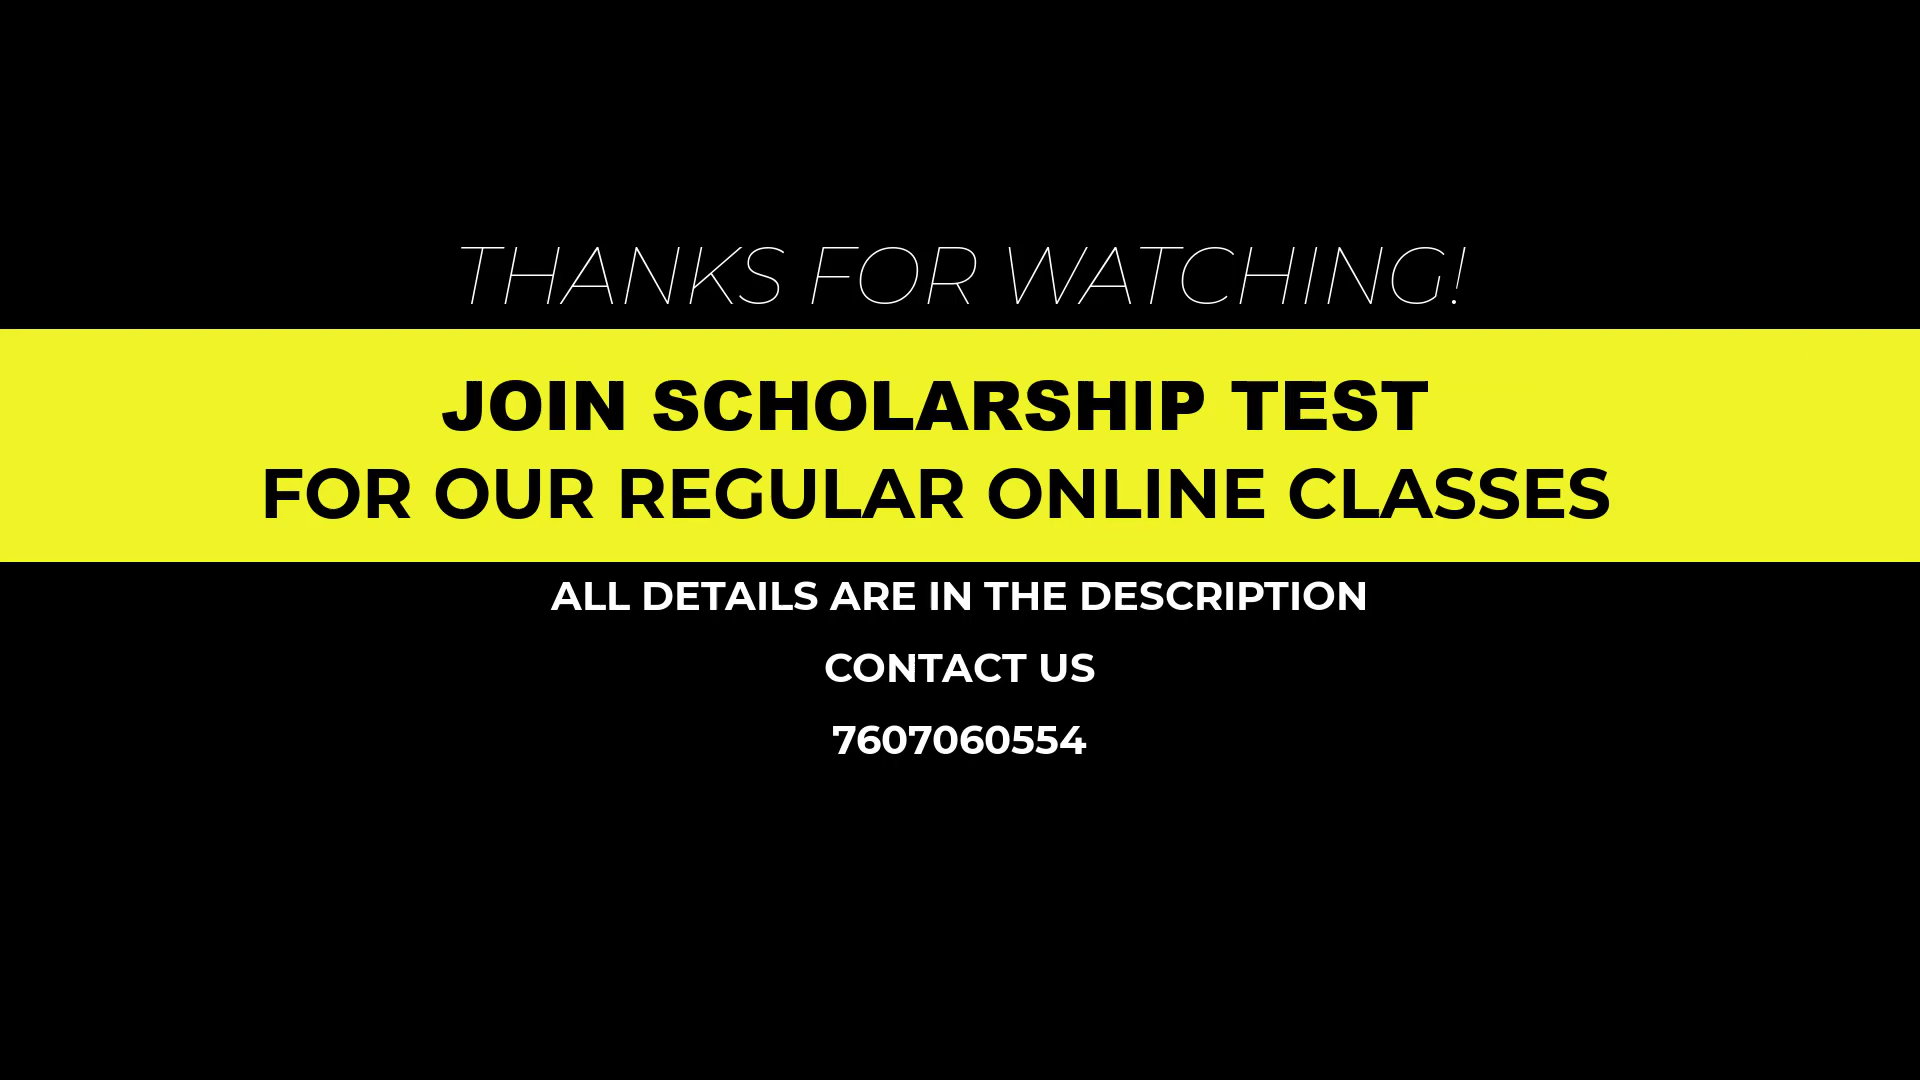 THANKS FOR WATCHING!
JOIN SCHOLARSHIP TEST
FOR OUR REGULAR ONLINE CLASSES
ALL DETAILS ARE IN THE DESCRIPTION
CONTACT US
7607060554